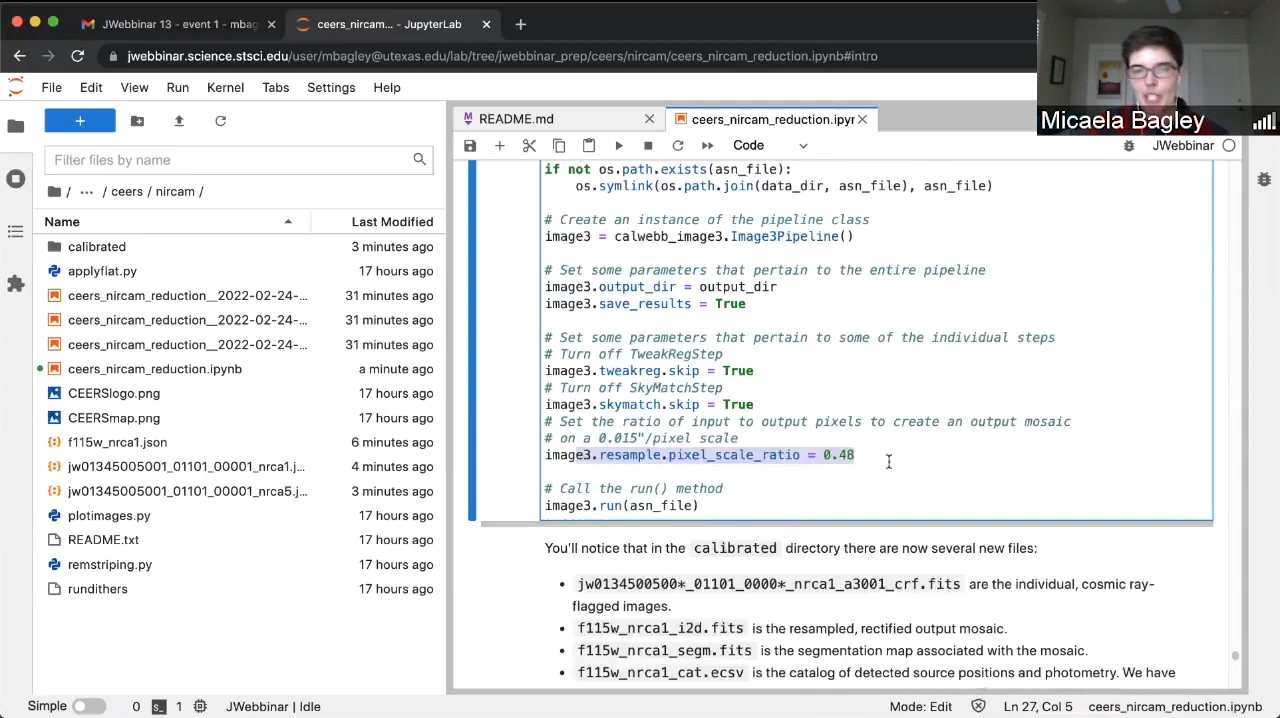 JWebbinar 13 - event 1 - mbag
ceers_nircam... - JupyterLab
jwebbinar.science.stsci.edu/user/mbagley@utexas.edu/lab/tree/jwebbinar_prep/ceers/nircam/ceers_nircam_reduction.ipynb#intro
Micaela Bagley
File Edit View Run Kernel Tabs Settings Help
README.md
ceers_nircam_reduction.ipyr
Code
JWebbinar
Filter files by name
/ ... / ceers / nircam /
Name Last Modified
calibrated 3 minutes ago
applyflat.py 17 hours ago
ceers_nircam_reduction__2022-02-24-... 31 minutes ago
ceers_nircam_reduction__2022-02-24-... 31 minutes ago
ceers_nircam_reduction__2022-02-24-... 31 minutes ago
ceers_nircam_reduction.ipynb a minute ago
CEERSlogo.png 17 hours ago
CEERSmap.png 17 hours ago
f115w_nrca1.json 6 minutes ago
jw01345005001_01101_00001_nrca1.j... 4 minutes ago
jw01345005001_01101_00001_nrca5.j... 3 minutes ago
plotimages.py 17 hours ago
README.txt 17 hours ago
remstriping.py 17 hours ago
rundithers 17 hours ago
if not os.path.exists(asn_file):
os.symlink(os.path.join(data_dir, asn_file), asn_file)
# Create an instance of the pipeline class
image3 = calwebb_image3.Image3Pipeline()
# Set some parameters that pertain to the entire pipeline
image3.output_dir = output_dir
image3.save_results = True
# Set some parameters that pertain to some of the individual steps
# Turn off TweakRegStep
image3.tweakreg.skip = True
# Turn off SkyMatchStep
image3.skymatch.skip = True
# Set the ratio of input to output pixels to create an output mosaic
# on a 0.015"/pixel scale
image3.resample.pixel_scale_ratio = 0.48
# Call the run() method
image3.run(asn_file)
You'll notice that in the calibrated directory there are now several new files:
• jw0134500500*_01101_0000*_nrca1_a3001_crf.fits are the individual, cosmic ray-
flagged images.
• f115w_nrca1_i2d.fits is the resampled, rectified output mosaic.
• f115w_nrca1_segm.fits is the segmentation map associated with the mosaic.
• f115w_nrca1_cat.ecsv is the catalog of detected source positions and photometry. We have
Simple 0 1 JWebbinar | Idle Mode: Edit Ln 27, Col 5 ceers_nircam_reduction.ipynb